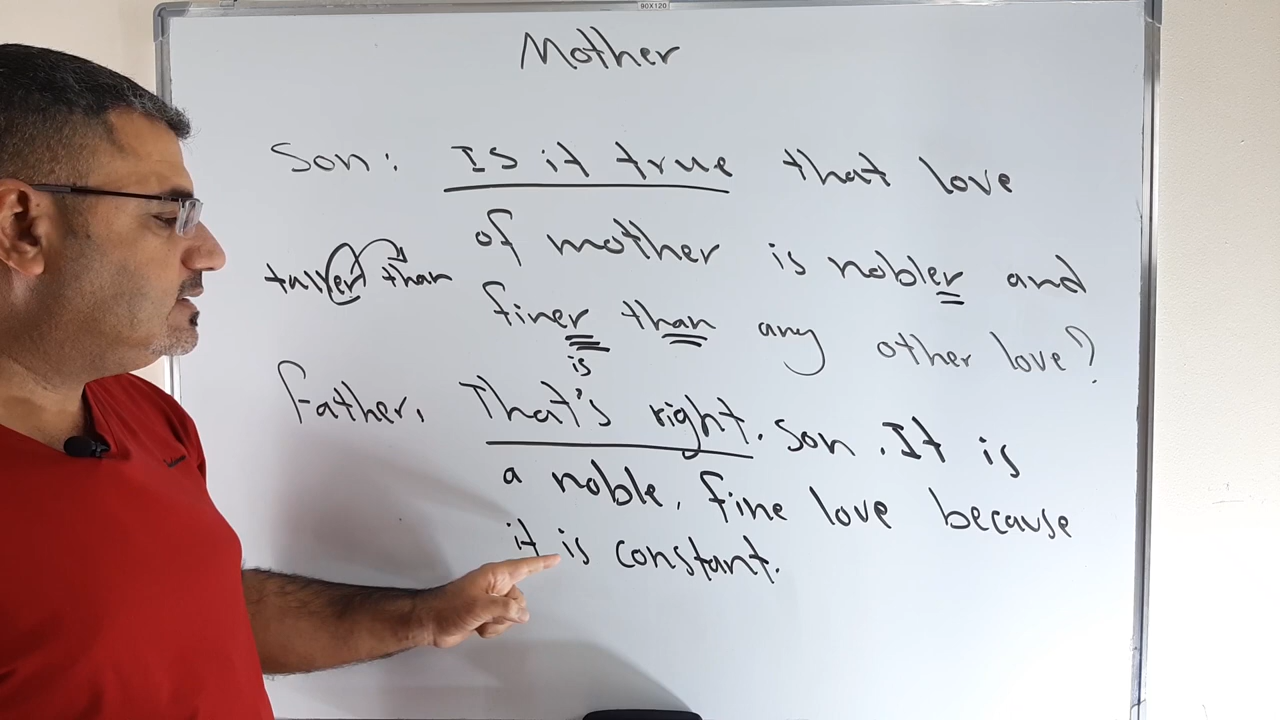 90X120
Mother
Son: Is it true that love
of mother is nobler and
taller than
finer than any other love?
is
Father, That's right. Son. It is
a noble, fine love because
it is constant.